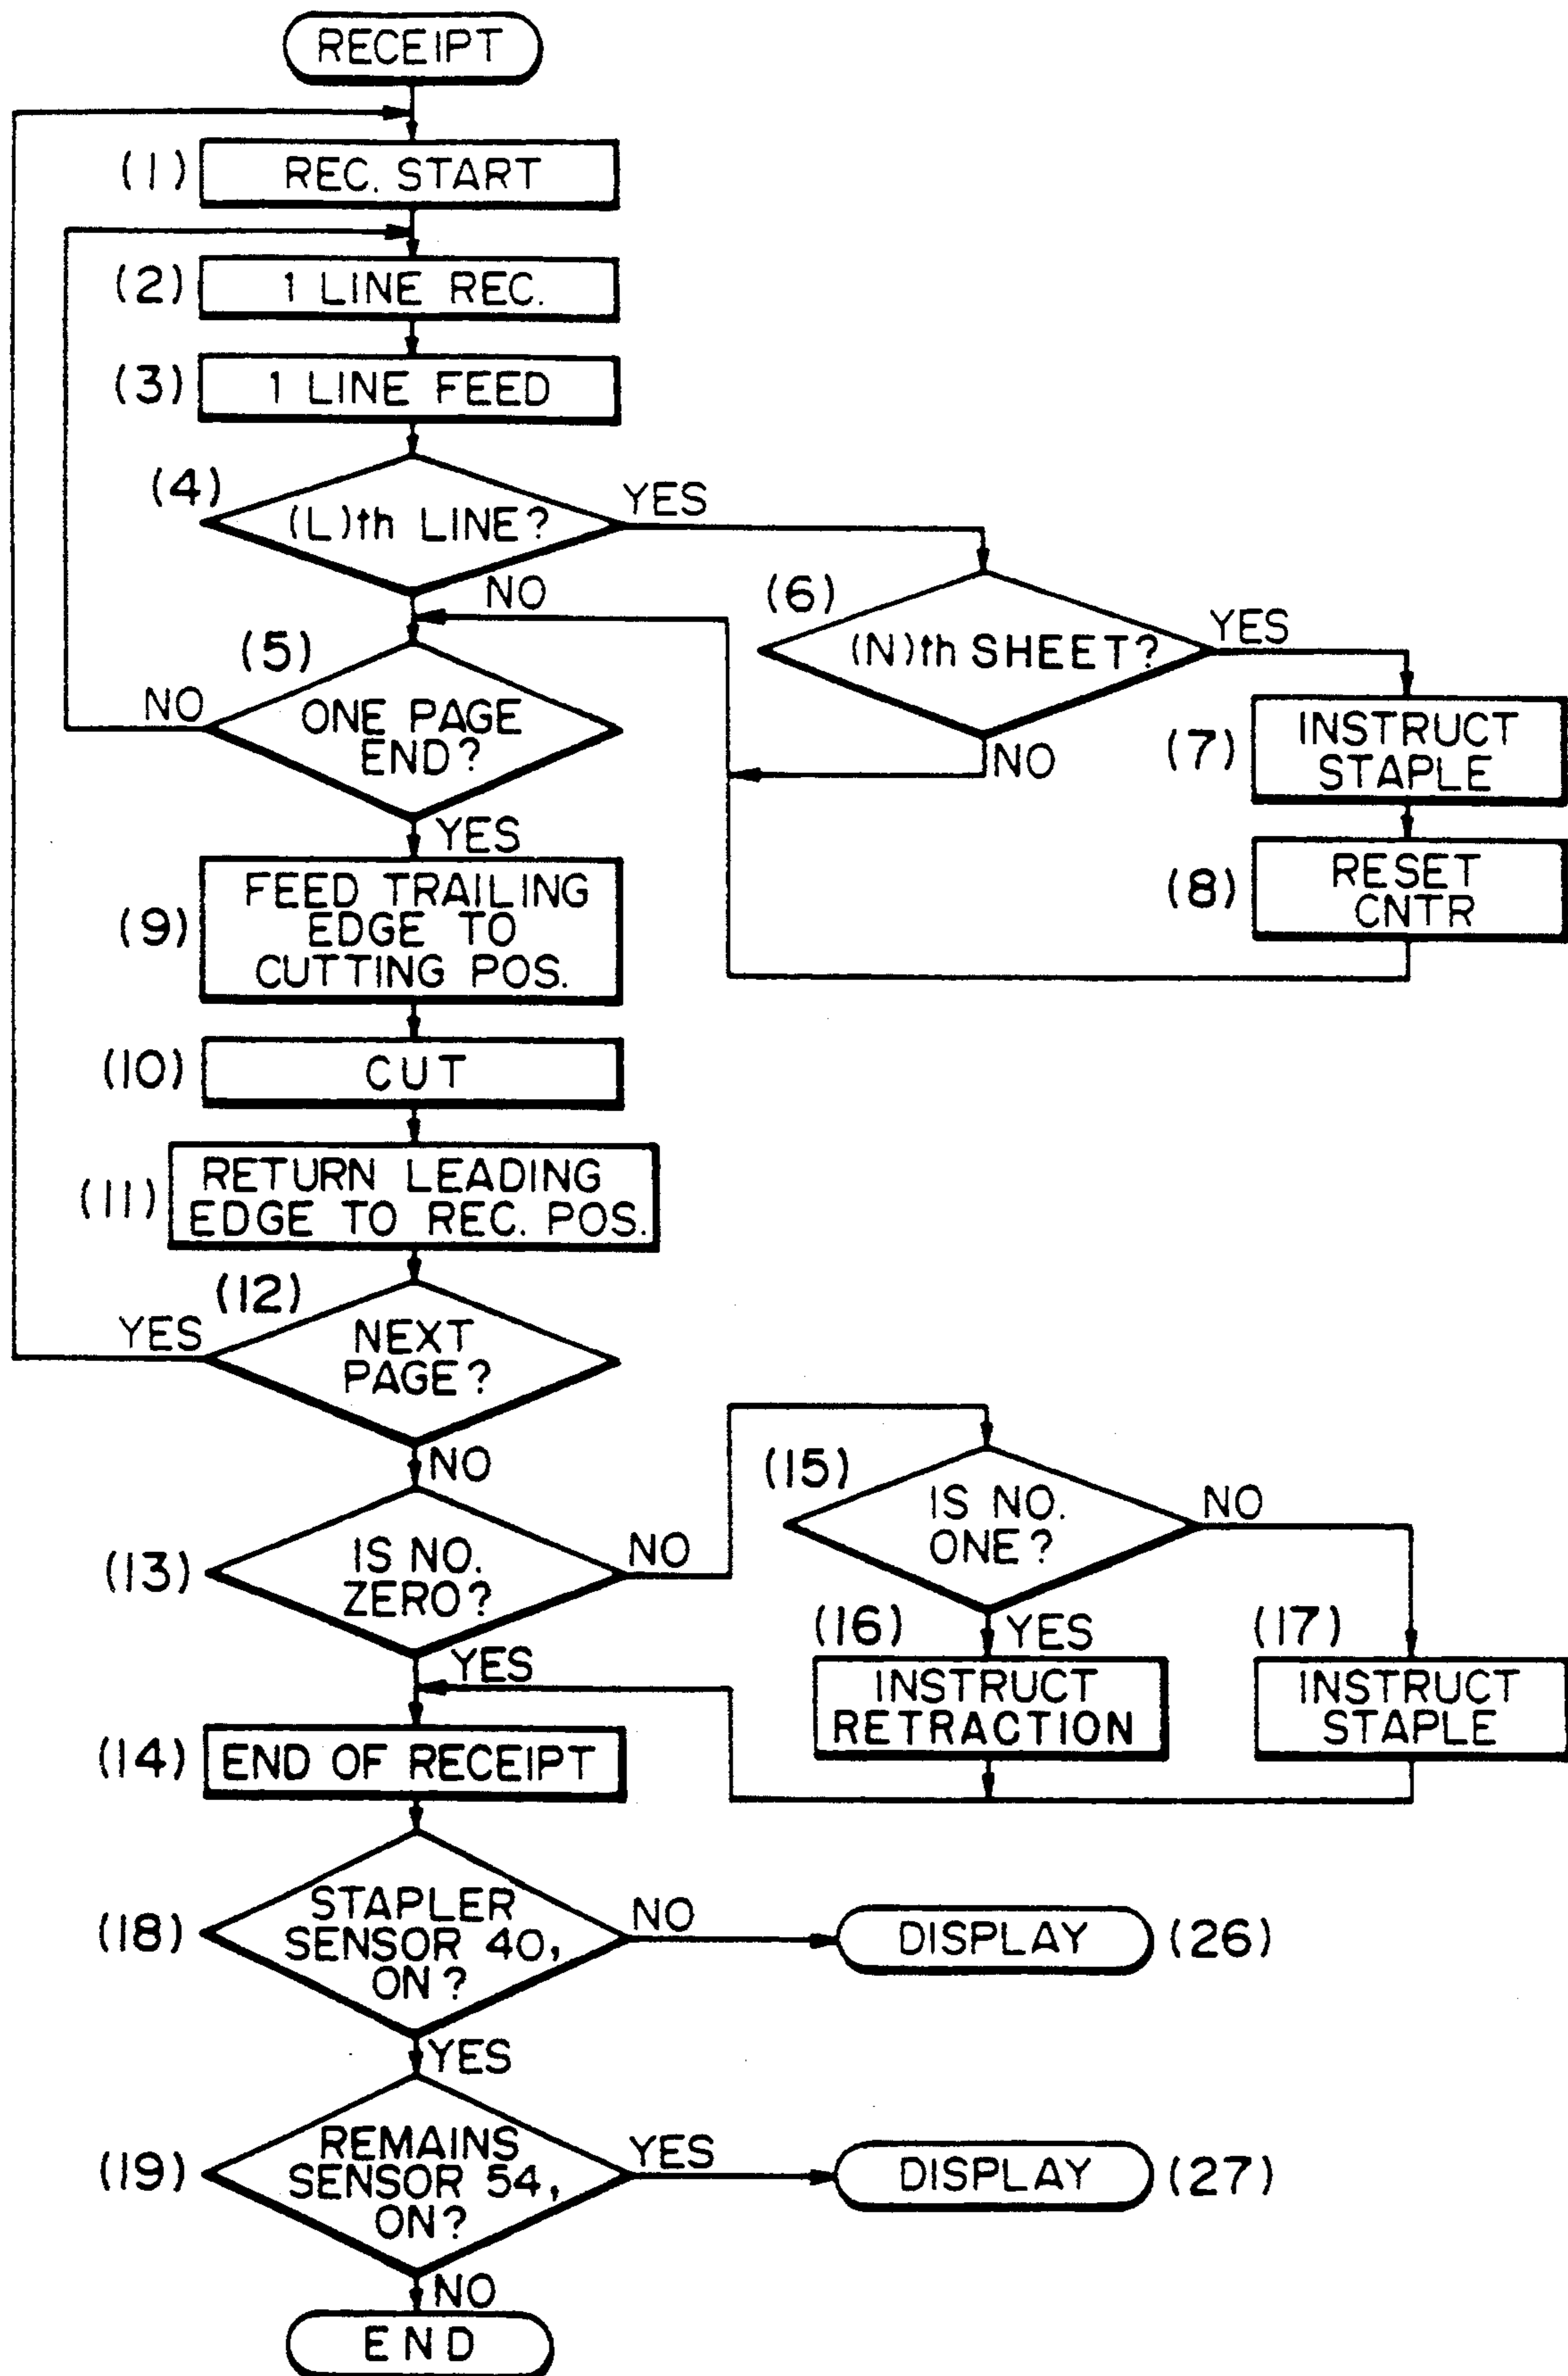 RECEIPT
(1) REC. START
(2) 1 LINE REC.
(3) 1 LINE FEED
(4) (L)th LINE?
YES
NO
(6) (N)th SHEET?
YES
NO
(7) INSTRUCT
STAPLE
(8) RESET
CNTR
(5) ONE PAGE
END?
NO
YES
(9) FEED TRAILING
EDGE TO
CUTTING POS.
(10) CUT
(11) RETURN LEADING
EDGE TO REC. POS.
(12) NEXT
PAGE?
YES
NO
(13) IS NO.
ZERO?
NO
YES
(15) IS NO.
ONE?
NO
YES
(16) INSTRUCT
RETRACTION
(17) INSTRUCT
STAPLE
(14) END OF RECEIPT
(18) STAPLER
SENSOR 40,
ON?
NO
DISPLAY (26)
YES
(19) REMAINS
SENSOR 54,
ON?
YES
DISPLAY (27)
NO
END